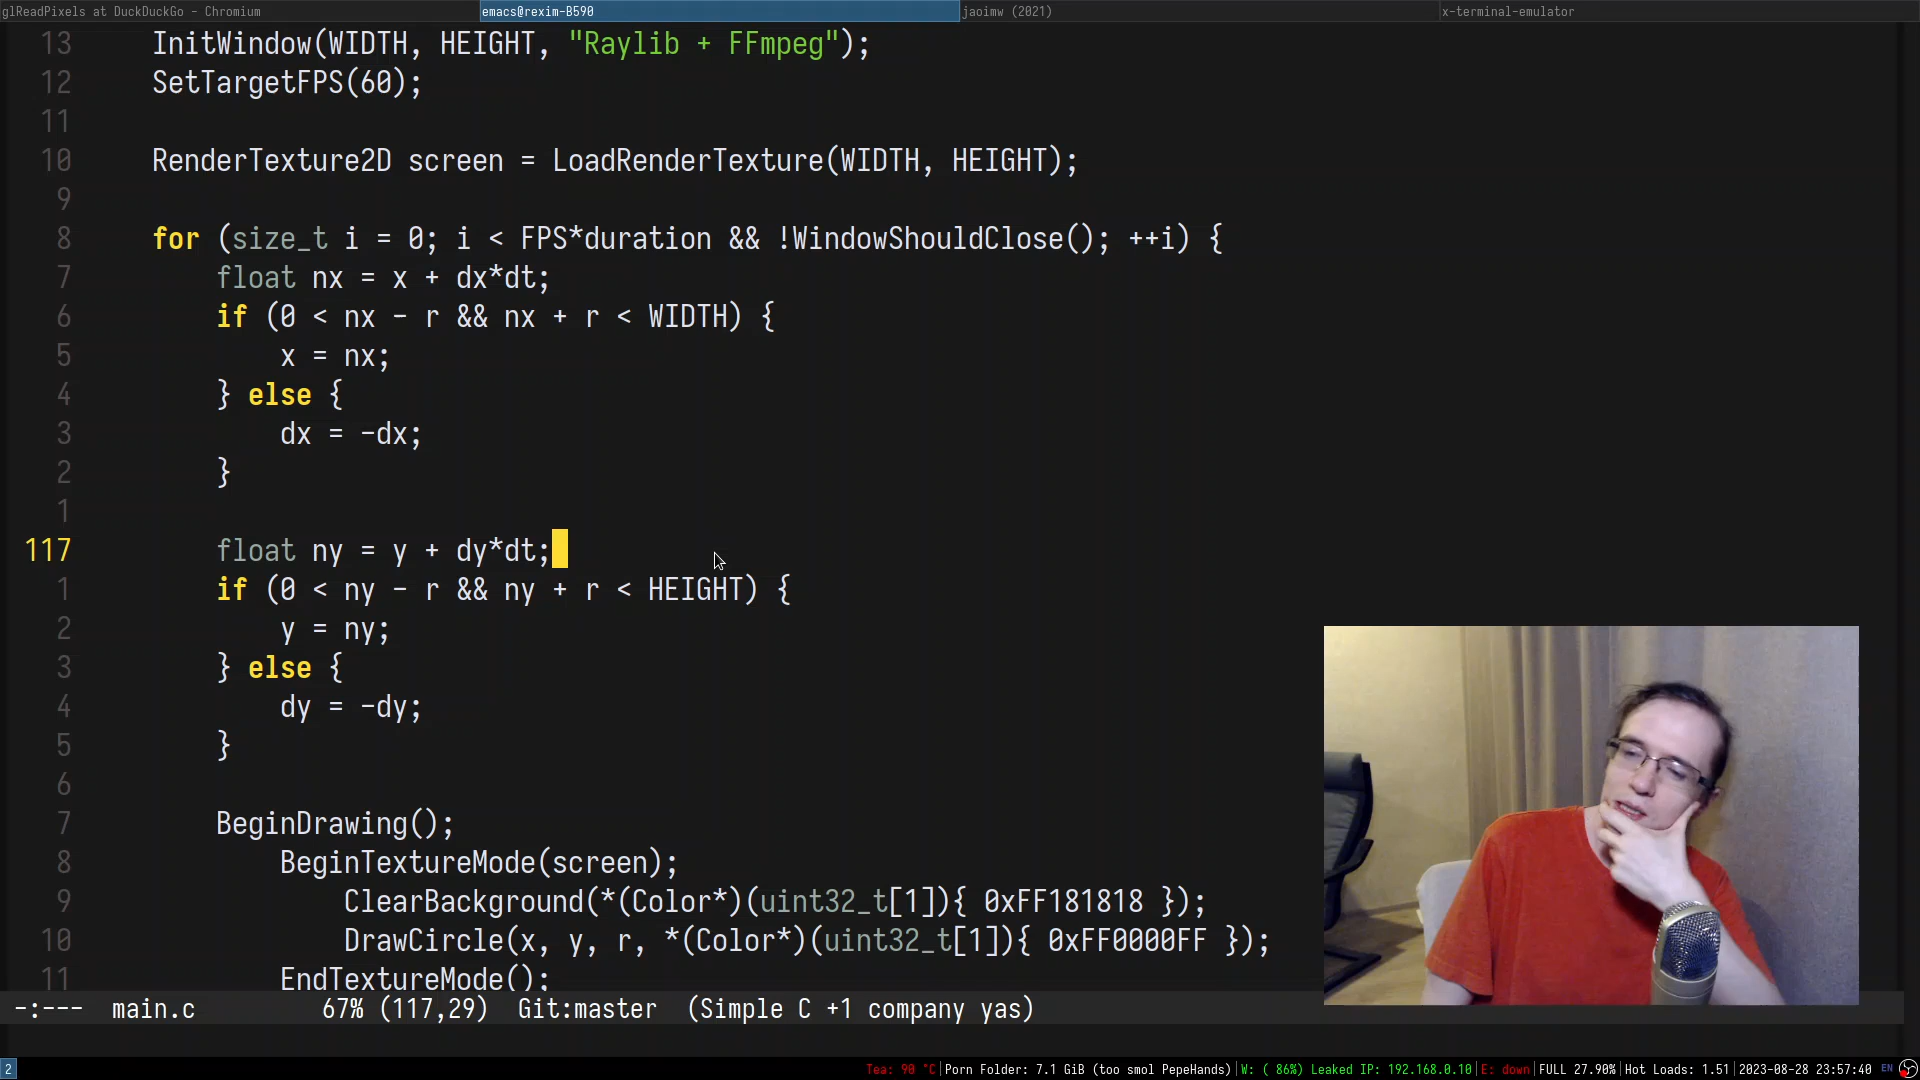 glReadPixels at DuckDuckGo - Chromium
emacs@rexim-B590
jaoimw (2021)
x-terminal-emulator
13 InitWindow(WIDTH, HEIGHT, "Raylib + FFmpeg");
12 SetTargetFPS(60);
11
10 RenderTexture2D screen = LoadRenderTexture(WIDTH, HEIGHT);
9
8 for (size_t i = 0; i < FPS*duration && !WindowShouldClose(); ++i) {
7 float nx = x + dx*dt;
6 if (0 < nx - r && nx + r < WIDTH) {
5 x = nx;
4 } else {
3 dx = -dx;
2 }
1
117 float ny = y + dy*dt;
1 if (0 < ny - r && ny + r < HEIGHT) {
2 y = ny;
3 } else {
4 dy = -dy;
5 }
6
7 BeginDrawing();
8 BeginTextureMode(screen);
9 ClearBackground(*(Color*)(uint32_t[1]){ 0xFF181818 });
10 DrawCircle(x, y, r, *(Color*)(uint32_t[1]){ 0xFF0000FF });
11 EndTextureMode();
-:--- main.c 67% (117,29) Git:master (Simple C +1 company yas)
2
Tea: 90 °C|Porn Folder: 7.1 GiB (too smol PepeHands)|W: ( 86%) Leaked IP: 192.168.0.10|E: down|FULL 27.90%|Hot Loads: 1.51|2023-08-28 23:57:40 EN